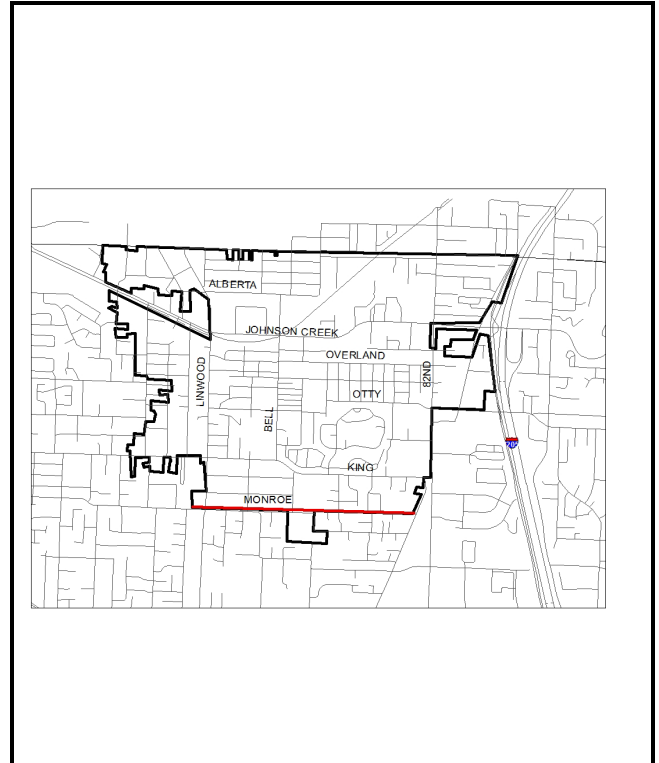 ALBERTA
JOHNSON CREEK
OVERLAND
LINWOOD
82ND
OTTY
BELL
205
KING
MONROE